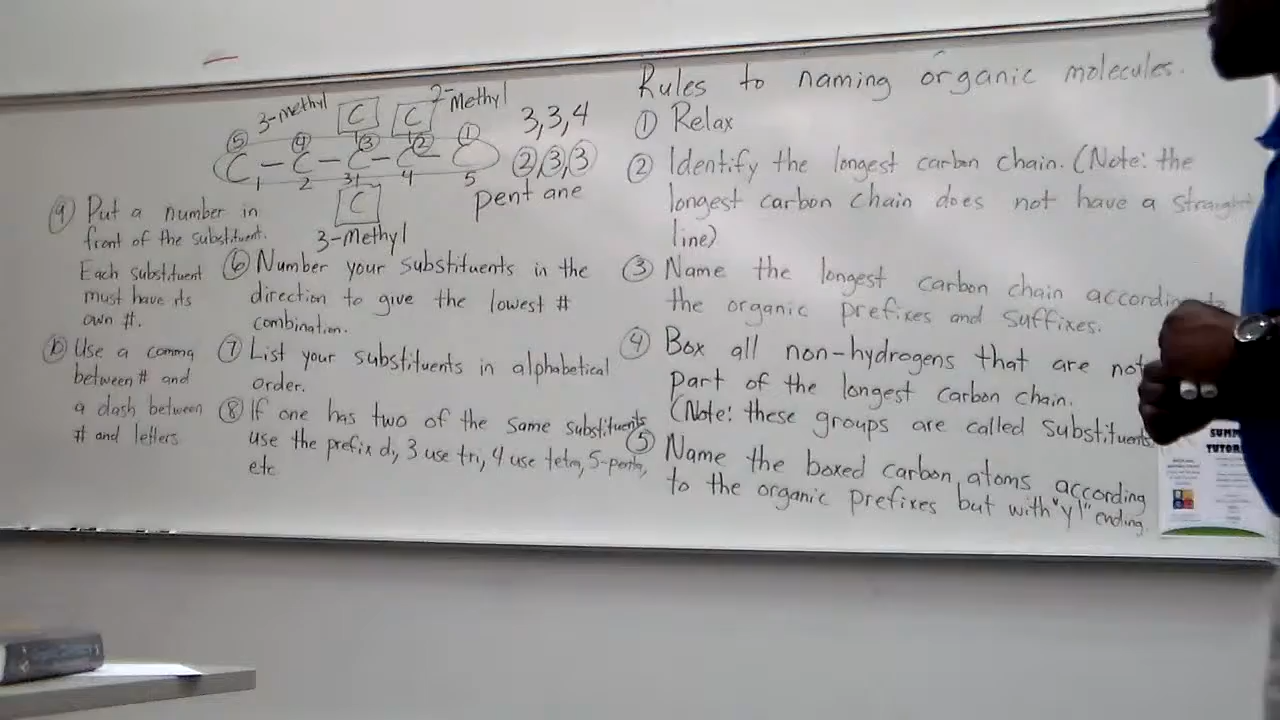 Rules to naming organic molecules.
① Relax
② Identify the longest carbon chain. (Note: the
longest carbon chain does not have a straight
line)
③ Name the longest carbon chain according to
the organic prefixes and suffixes.
④ Box all non-hydrogens that are not
part of the longest carbon chain.
(Note: these groups are called substituents
⑤ Name the boxed carbon atoms according
to the organic prefixes but with "yl" ending.
3-methyl C C 2-Methyl
3,3,4
⑤ ④ ③ ② ①
C - C - C - C - C
②,③,③
1 2 3 4 5
pentane
C
3-Methyl
⑥ Number your substituents in the
direction to give the lowest #
combination.
⑦ List your substituents in alphabetical
order.
⑧ If one has two of the same substituents
use the prefix di, 3 use tri, 4 use tetra, 5-penta,
etc
⑨ Put a number in
front of the substituent.
Each substituent
must have its
own #.
⑩ Use a comma
between # and
a dash between
# and letters
SUMM
TUTOR